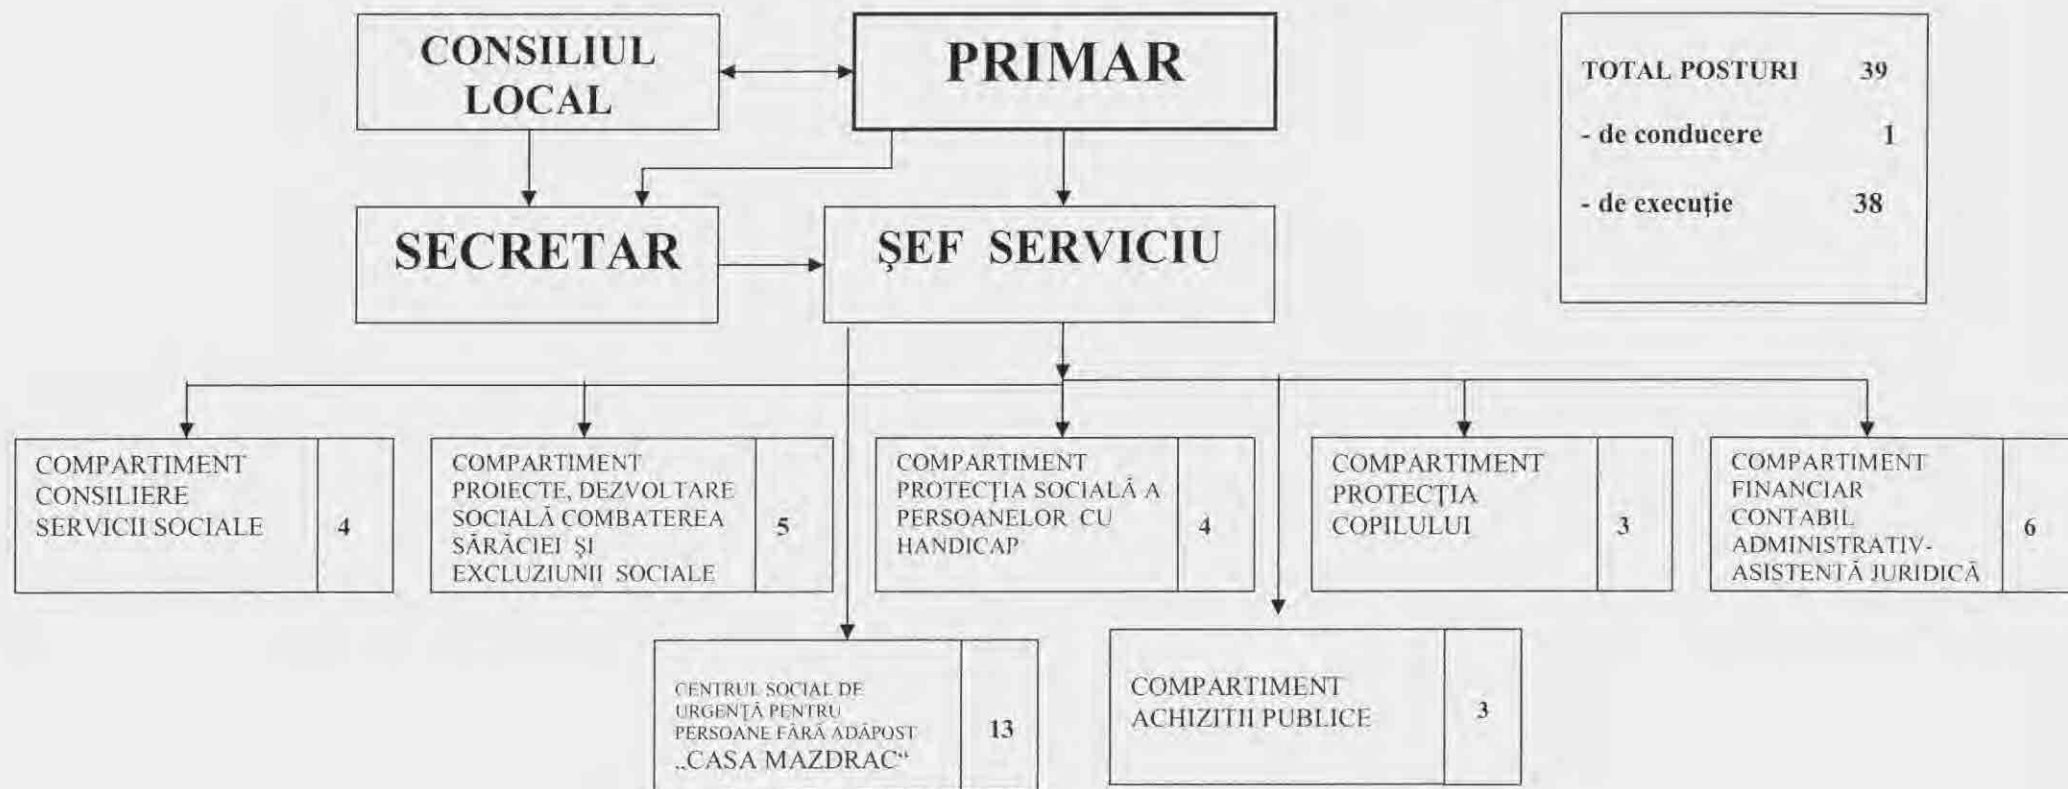 CONSILIUL
LOCAL
PRIMAR
TOTAL POSTURI 39
- de conducere 1
- de execuţie 38
SECRETAR
ŞEF SERVICIU
COMPARTIMENT
CONSILIERE
SERVICII SOCIALE
4
COMPARTIMENT
PROIECTE, DEZVOLTARE
SOCIALĂ COMBATEREA
SĂRĂCIEI ŞI
EXCLUZIUNII SOCIALE
5
COMPARTIMENT
PROTECŢIA SOCIALĂ A
PERSOANELOR CU
HANDICAP
4
COMPARTIMENT
PROTECŢIA
COPILULUI
3
COMPARTIMENT
FINANCIAR
CONTABIL
ADMINISTRATIV-
ASISTENTĂ JURIDICĂ
6
CENTRUL SOCIAL DE
URGENŢĂ PENTRU
PERSOANE FĂRĂ ADĂPOST
„CASA MAZDRAC“
13
COMPARTIMENT
ACHIZITII PUBLICE
3